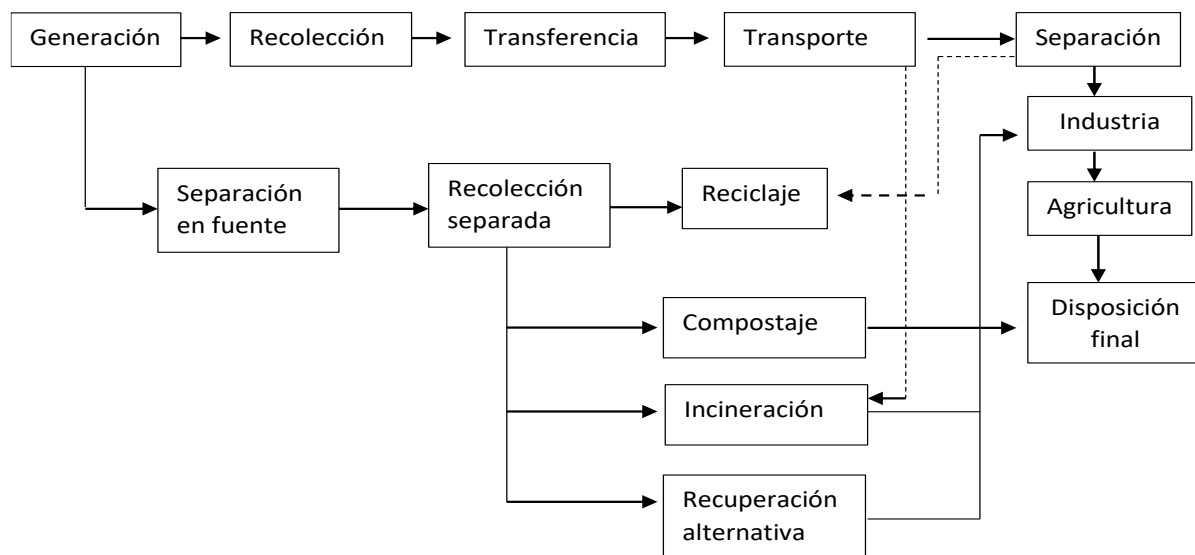 Generación
Recolección
Transferencia
Transporte
Separación
Industria
Separación
en fuente
Recolección
separada
Reciclaje
Agricultura
Compostaje
Disposición
final
Incineración
Recuperación
alternativa